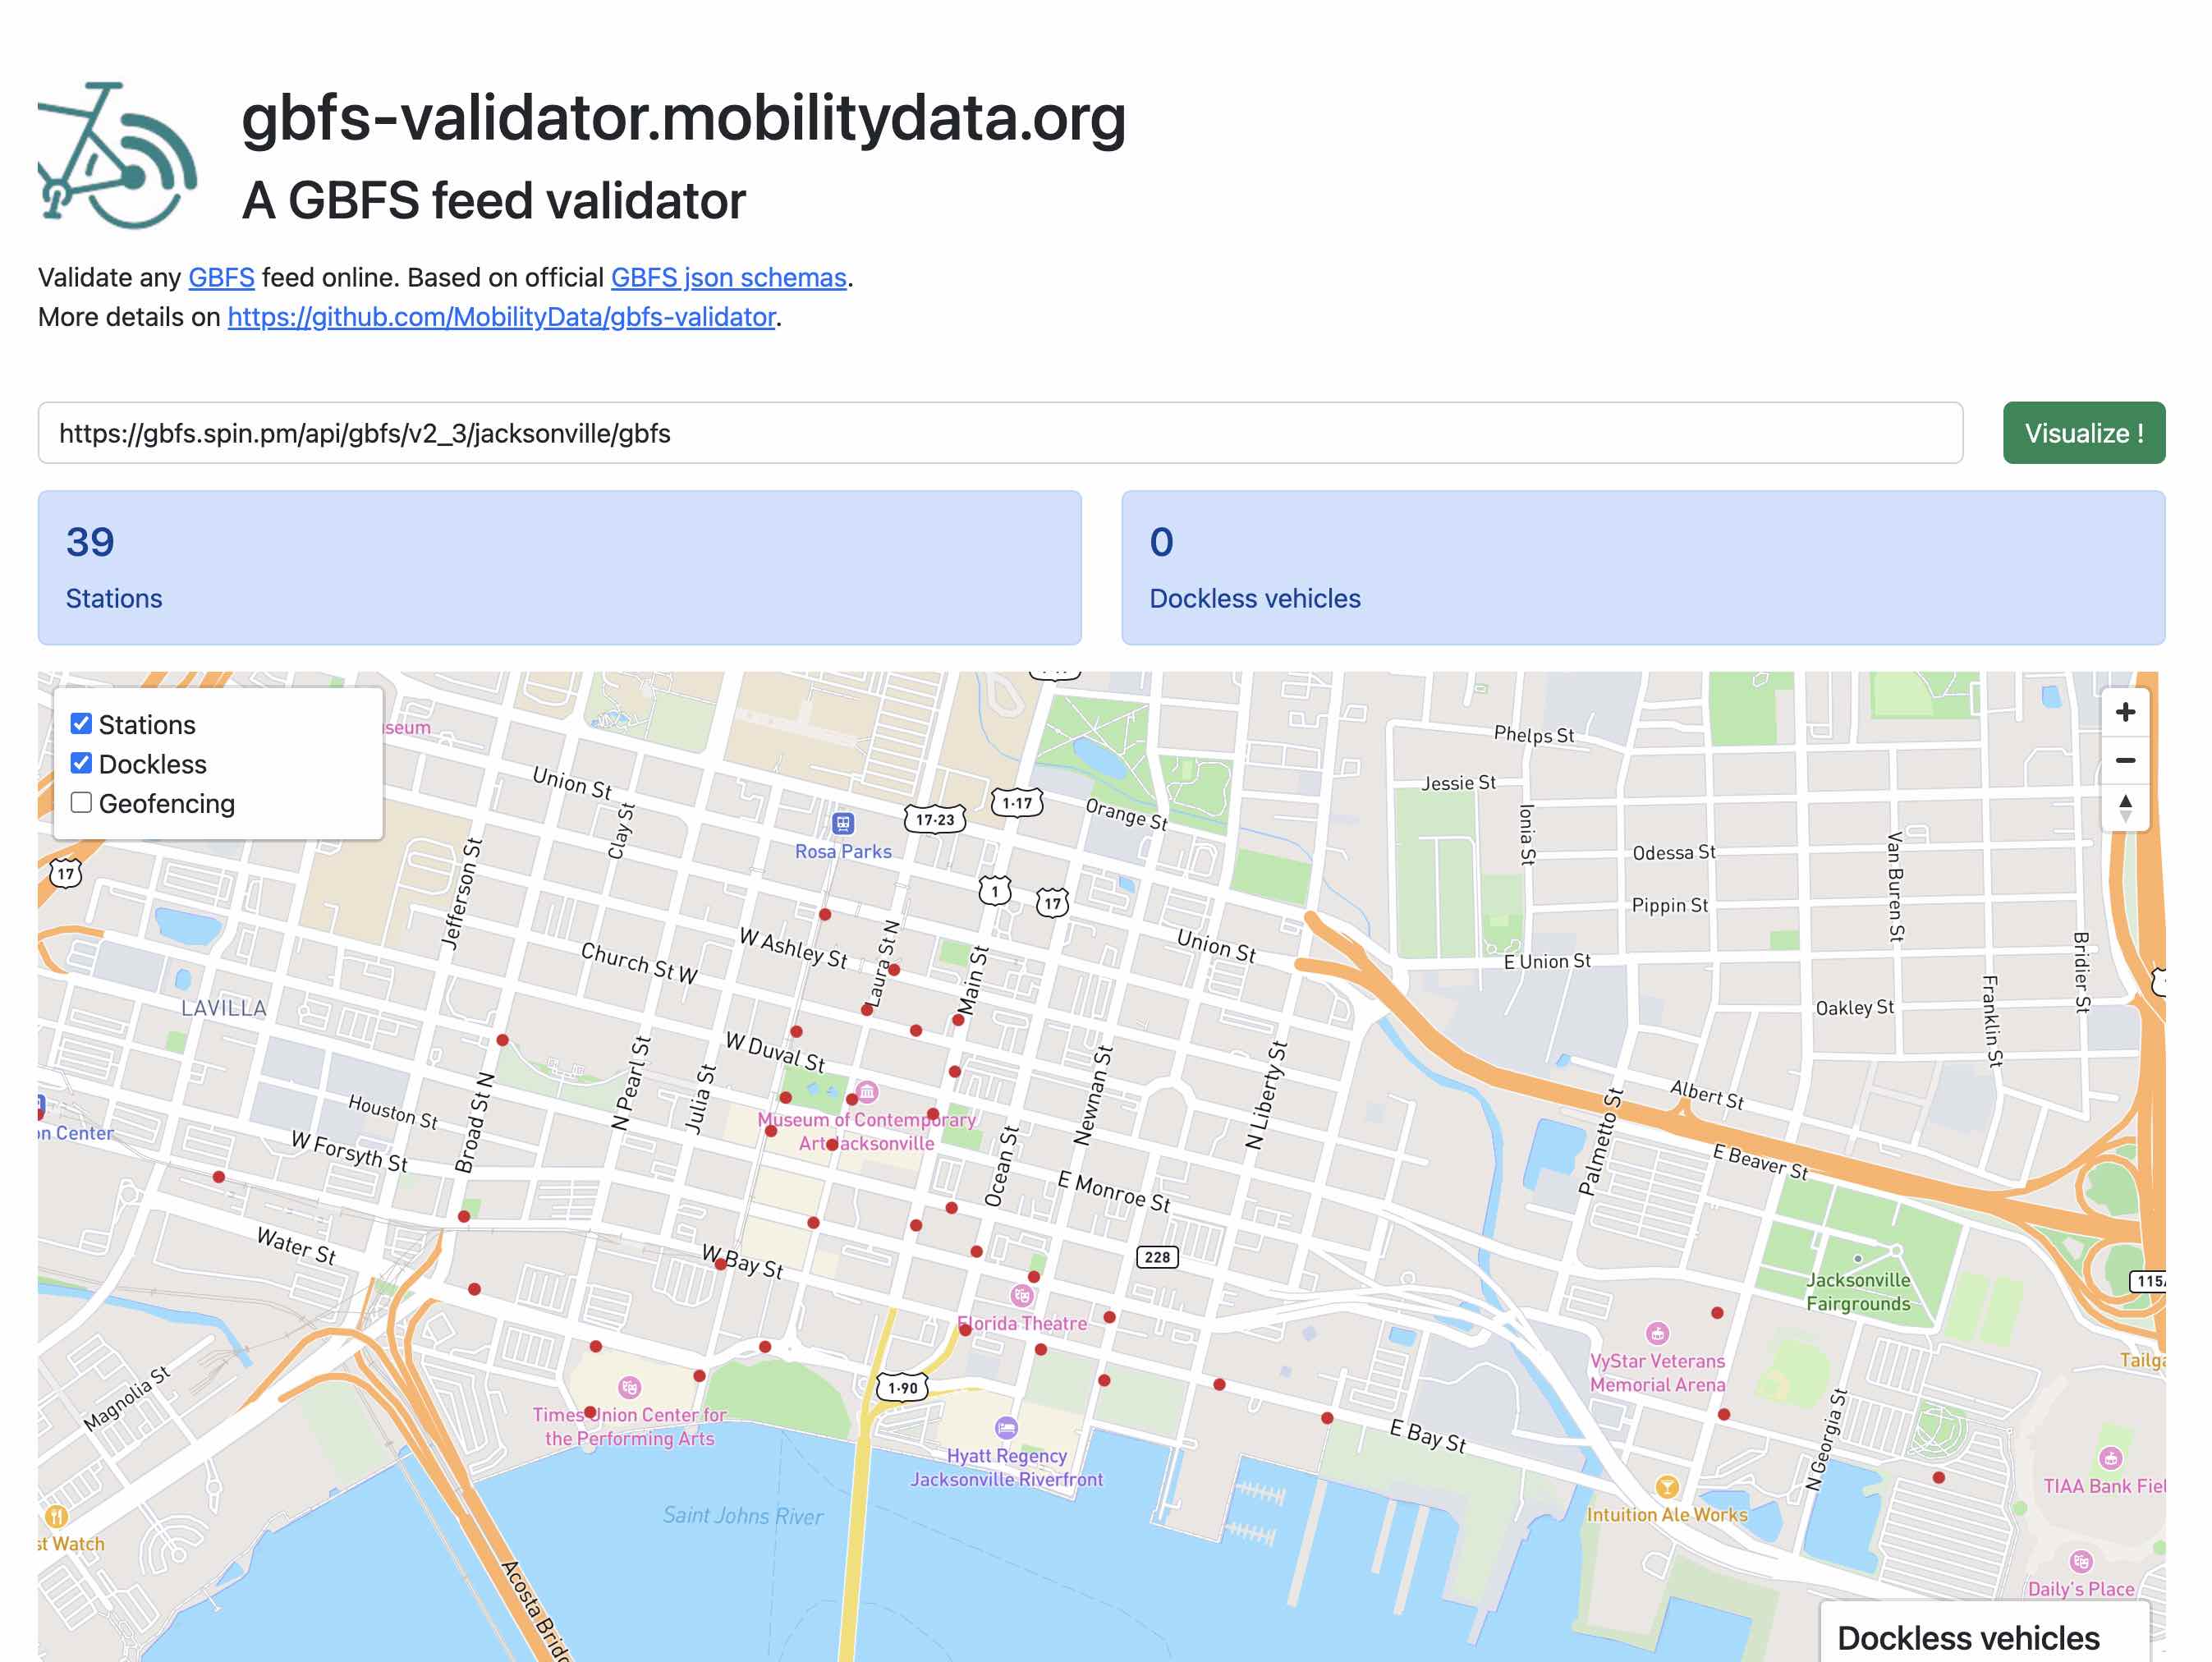 gbfs-validator.mobilitydata.org
A GBFS feed validator
Validate any GBFS feed online. Based on official GBFS json schemas.
More details on https://github.com/MobilityData/gbfs-validator.
https://gbfs.spin.pm/api/gbfs/v2_3/jacksonville/gbfs
Visualize !
39
Stations
0
Dockless vehicles
Stations
Dockless
Geofencing
seum
+
−
Phelps St
Jessie St
Union St
Clay St
Orange St
1-17
17-23
Rosa Parks
Ionia St
Odessa St
Van Buren St
17
1
17
Jefferson St
Pippin St
Laura St N
W Ashley St
Church St W
Main St
Union St
E Union St
Bridier St
LAVILLA
Oakley St
Franklin St
W Duval St
N Pearl St
Julia St
Newnan St
N Liberty St
Albert St
Palmetto St
Houston St
Broad St N
Museum of Contemporary
Art Jacksonville
n Center
W Forsyth St
Ocean St
E Monroe St
E Beaver St
Water St
W Bay St
228
Jacksonville
Fairgrounds
115A
Florida Theatre
VyStar Veterans
Memorial Arena
Tailga
Magnolia St
1-90
Times Union Center for
the Performing Arts
Hyatt Regency
Jacksonville Riverfront
E Bay St
N Georgia St
TIAA Bank Fiel
Saint Johns River
Intuition Ale Works
st Watch
Acosta Bridg
Daily's Place
Dockless vehicles